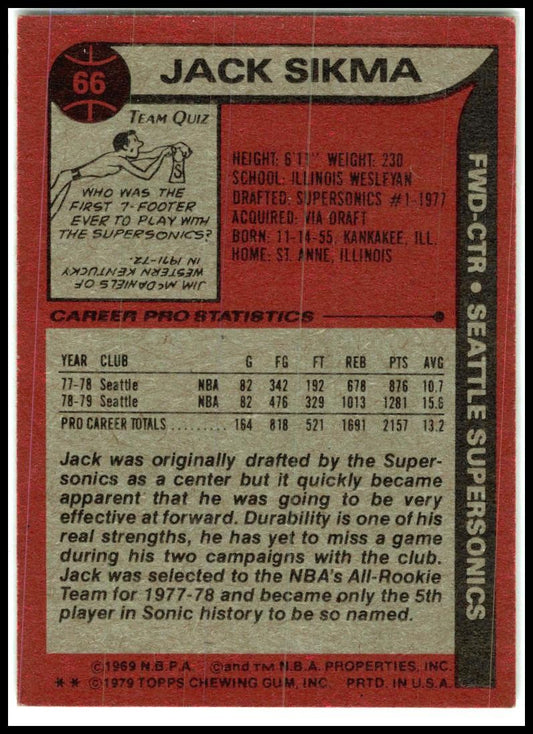 66
JACK SIKMA
TEAM QUIZ
S
WHO WAS THE
FIRST 7-FOOTER
EVER TO PLAY WITH
THE SUPERSONICS?
JIM McDANIELS OF
WESTERN KENTUCKY
IN 1971-72.
HEIGHT: 6'11" WEIGHT: 230
SCHOOL: ILLINOIS WESLEYAN
DRAFTED: SUPERSONICS #1-1977
ACQUIRED: VIA DRAFT
BORN: 11-14-55, KANKAKEE, ILL.
HOME: ST. ANNE, ILLINOIS
FWD-CTR • SEATTLE SUPERSONICS
CAREER PRO STATISTICS
YEAR CLUB G FG FT REB PTS AVG
77-78 Seattle NBA 82 342 192 678 876 10.7
78-79 Seattle NBA 82 476 329 1013 1281 15.6
PRO CAREER TOTALS ......... 164 818 521 1691 2157 13.2
Jack was originally drafted by the Super-
sonics as a center but it quickly became
apparent that he was going to be very
effective at forward. Durability is one of his
real strengths, he has yet to miss a game
during his two campaigns with the club.
Jack was selected to the NBA's All-Rookie
Team for 1977-78 and became only the 5th
player in Sonic history to be so named.
©1969 N.B.P.A. ©and TM N.B.A. PROPERTIES, INC.
** ©1979 TOPPS CHEWING GUM, INC. PRTD. IN U.S.A.